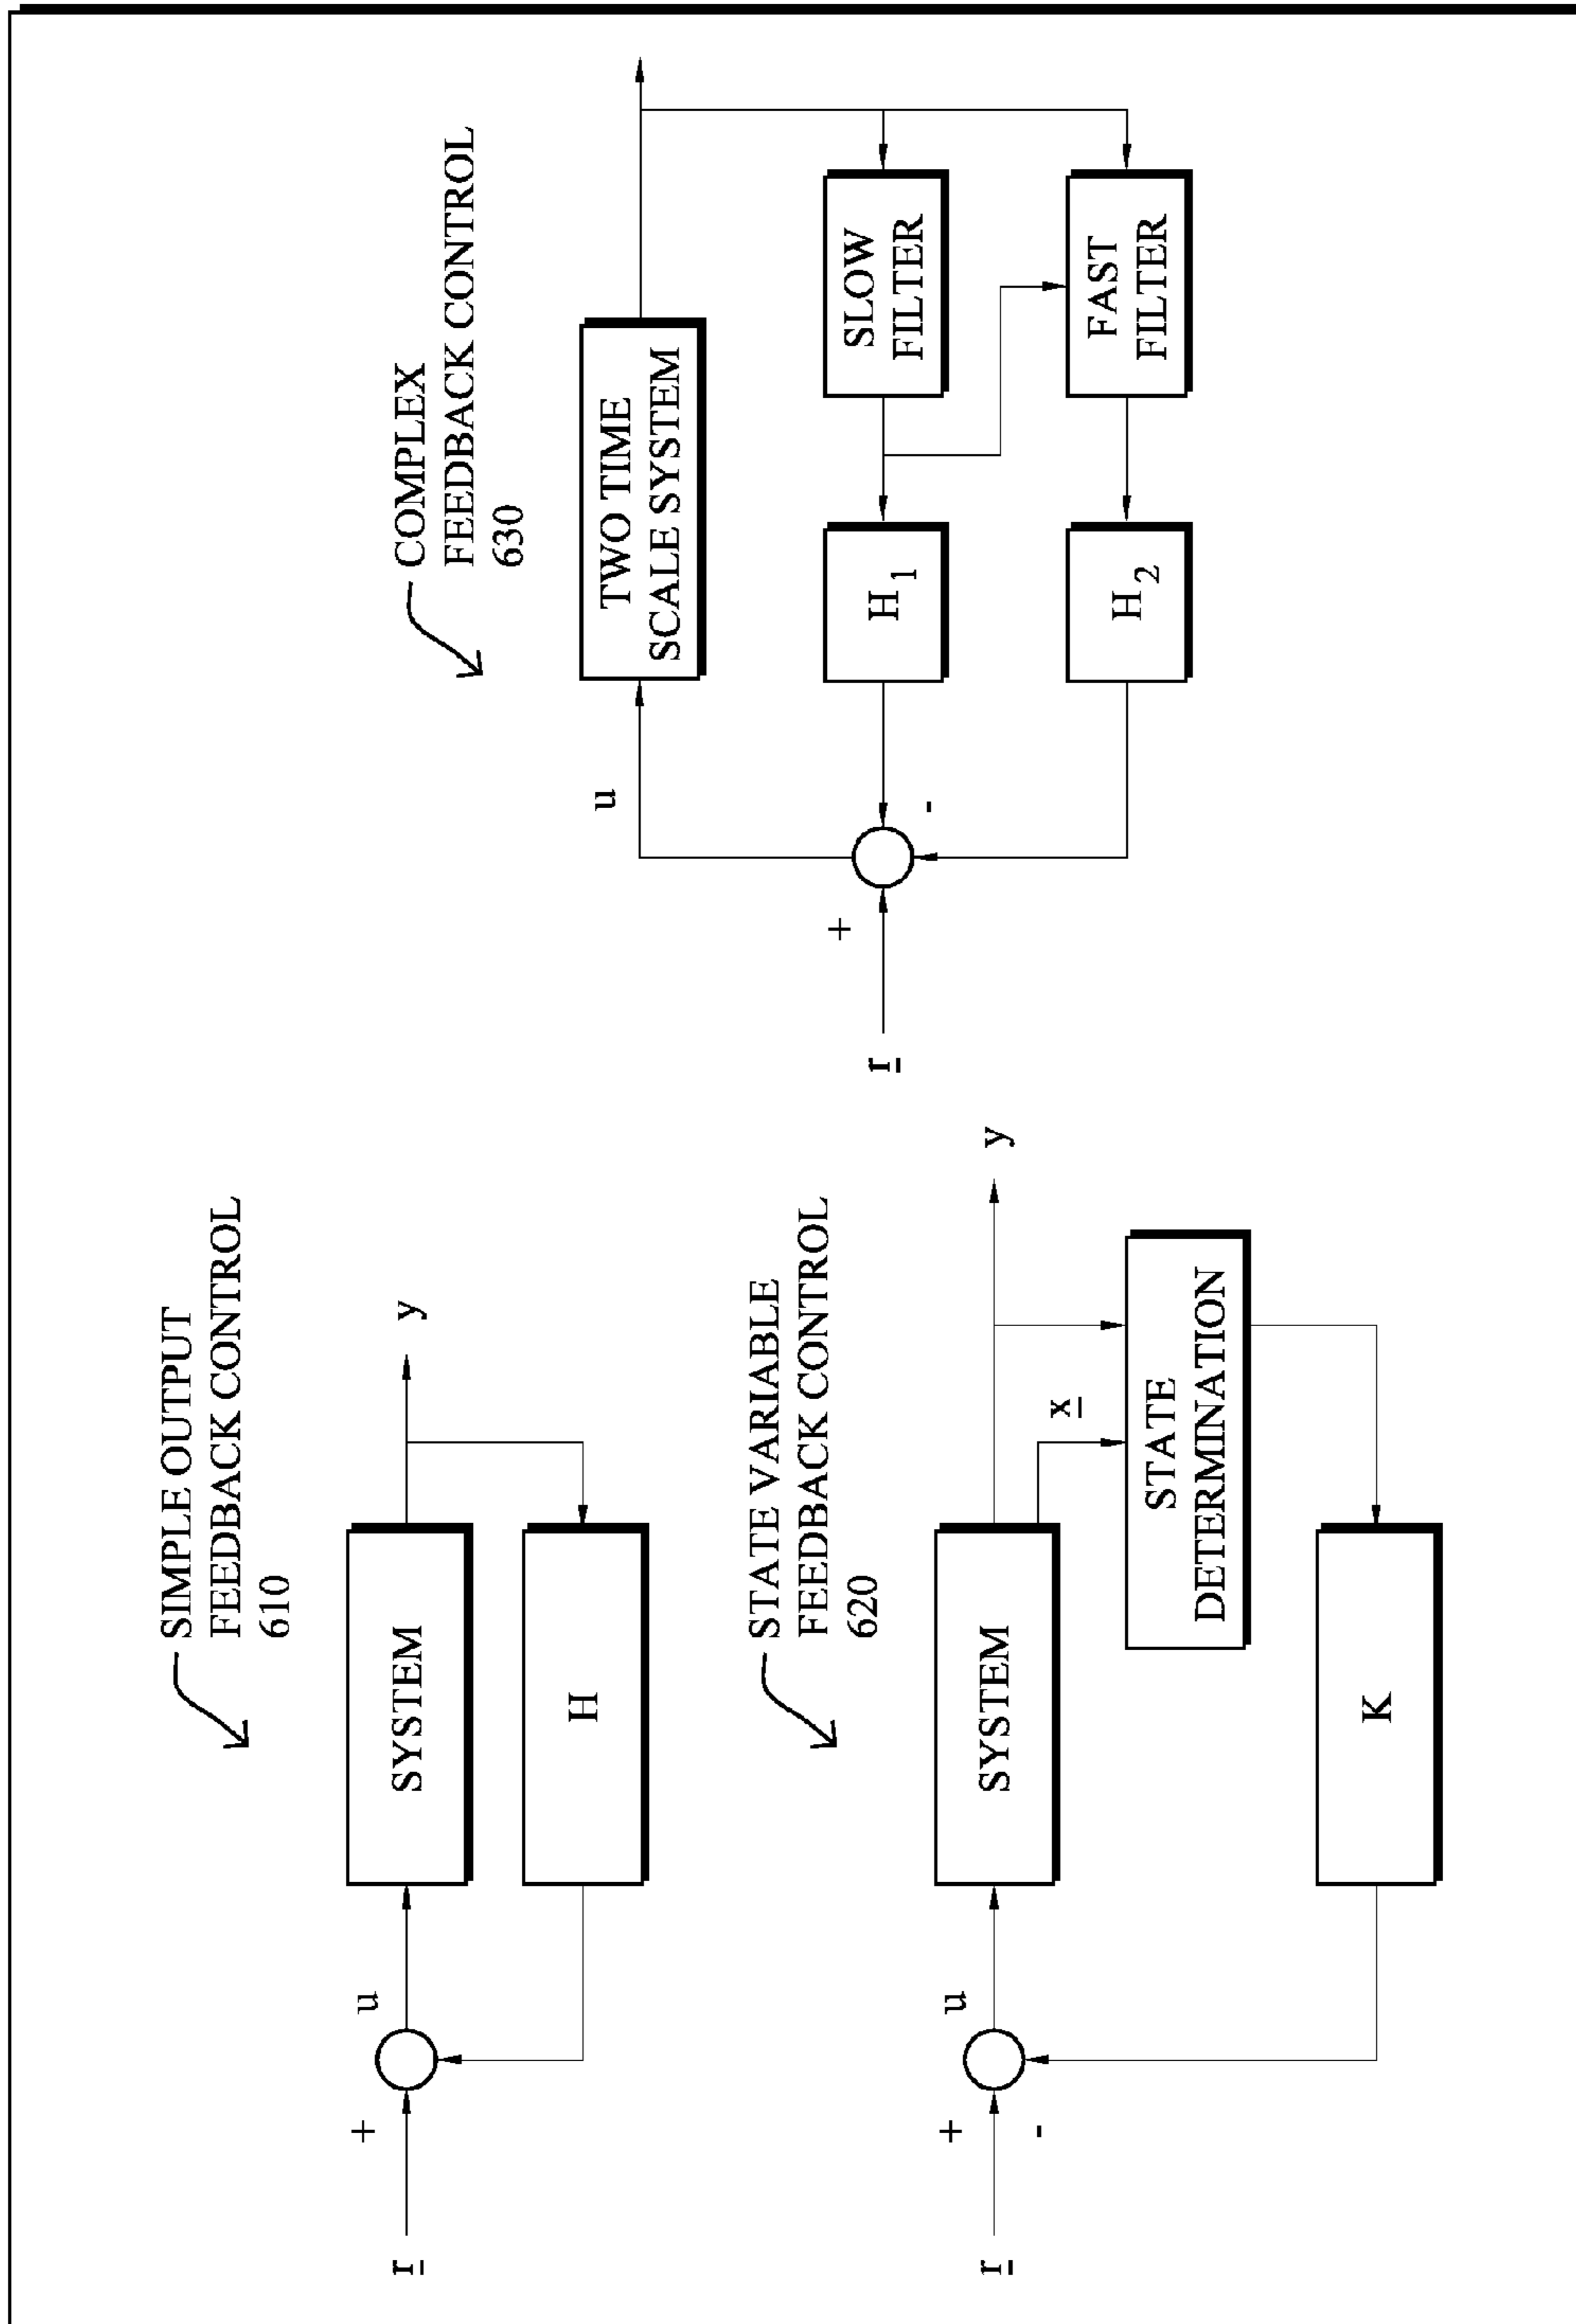 SIMPLE OUTPUT
FEEDBACK CONTROL
610
r
+
u
SYSTEM
y
H
STATE VARIABLE
FEEDBACK CONTROL
620
r
+
-
u
SYSTEM
y
x
STATE
DETERMINATION
K
COMPLEX
FEEDBACK CONTROL
630
u
TWO TIME
SCALE SYSTEM
r
+
-
H1
SLOW
FILTER
H2
FAST
FILTER